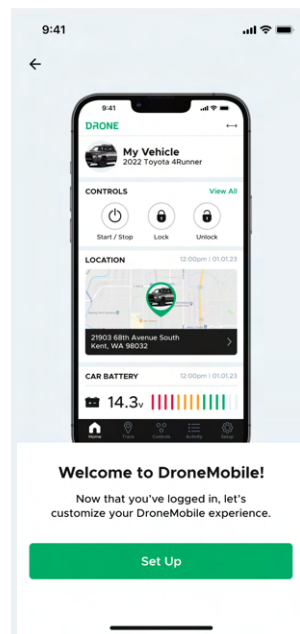 9:41
9:41
DRONE
My Vehicle
2022 Toyota 4Runner
CONTROLS View All
Start / Stop Lock Unlock
LOCATION 12:00pm | 01.01.23
21903 68th Avenue South
Kent, WA 98032
CAR BATTERY 12:00pm | 01.01.23
14.3v
Home Track Controls Activity Setup
Welcome to DroneMobile!
Now that you've logged in, let's
customize your DroneMobile experience.
Set Up